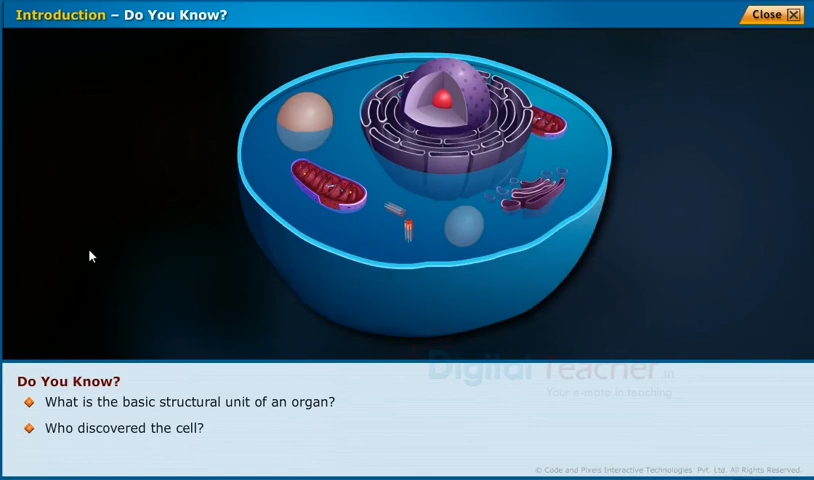 Introduction – Do You Know?
Close
Do You Know?
What is the basic structural unit of an organ?
Who discovered the cell?
Digital Teacher.in
Your e-mate in teaching
© Code and Pixels Interactive Technologies Pvt. Ltd. All Rights Reserved.